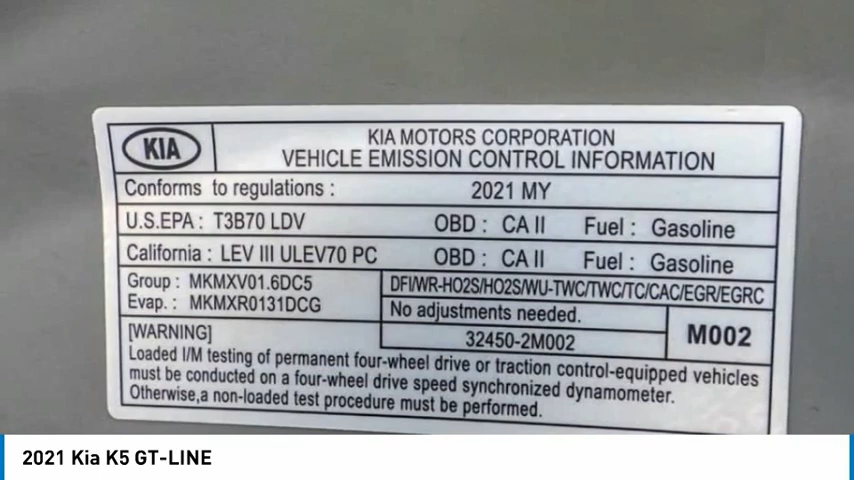 KIA
KIA MOTORS CORPORATION
VEHICLE EMISSION CONTROL INFORMATION
Conforms to regulations : 2021 MY
U.S.EPA : T3B70 LDV OBD : CA II Fuel : Gasoline
California : LEV III ULEV70 PC OBD : CA II Fuel : Gasoline
Group : MKMXV01.6DC5
Evap. : MKMXR0131DCG
DFI/WR-HO2S/HO2S/WU-TWC/TWC/TC/CAC/EGR/EGRC
No adjustments needed.
32450-2M002
M002
[WARNING]
Loaded I/M testing of permanent four-wheel drive or traction control-equipped vehicles
must be conducted on a four-wheel drive speed synchronized dynamometer.
Otherwise,a non-loaded test procedure must be performed.
2021 Kia K5 GT-LINE